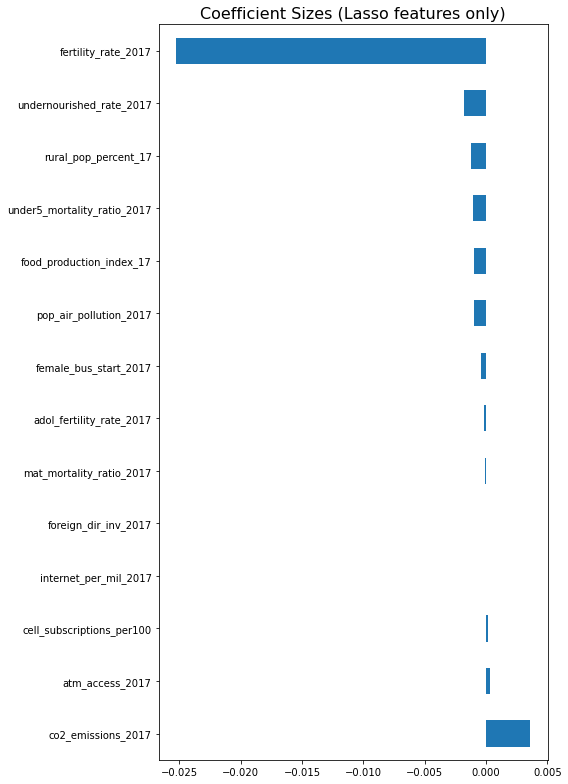 Coefficient Sizes (Lasso features only)
fertility_rate_2017
undernourished_rate_2017
rural_pop_percent_17
under5_mortality_ratio_2017
food_production_index_17
pop_air_pollution_2017
female_bus_start_2017
adol_fertility_rate_2017
mat_mortality_ratio_2017
foreign_dir_inv_2017
internet_per_mil_2017
cell_subscriptions_per100
atm_access_2017
co2_emissions_2017
−0.025 −0.020 −0.015 −0.010 −0.005 0.000 0.005